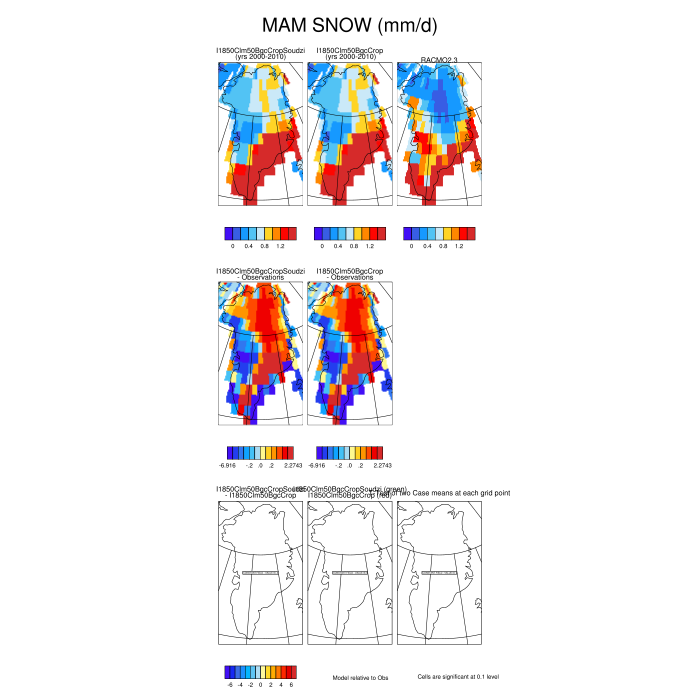 MAM SNOW (mm/d)
I1850Clm50BgcCropSoudzi
(yrs 2000-2010)
I1850Clm50BgcCrop
(yrs 2000-2010)
RACMO2.3
0 0.4 0.8 1.2
0 0.4 0.8 1.2
0 0.4 0.8 1.2
I1850Clm50BgcCropSoudzi
- Observations
I1850Clm50BgcCrop
- Observations
-6.916 -.2 .0 .2 2.2743
-6.916 -.2 .0 .2 2.2743
- I1850Clm50BgcCrop
I1850Clm50BgcCropSoudzi (green)
I1850Clm50BgcCrop (red)
of two Case means at each grid point
-6 -4 -2 0 2 4 6
Model relative to Obs
Cells are significant at 0.1 level